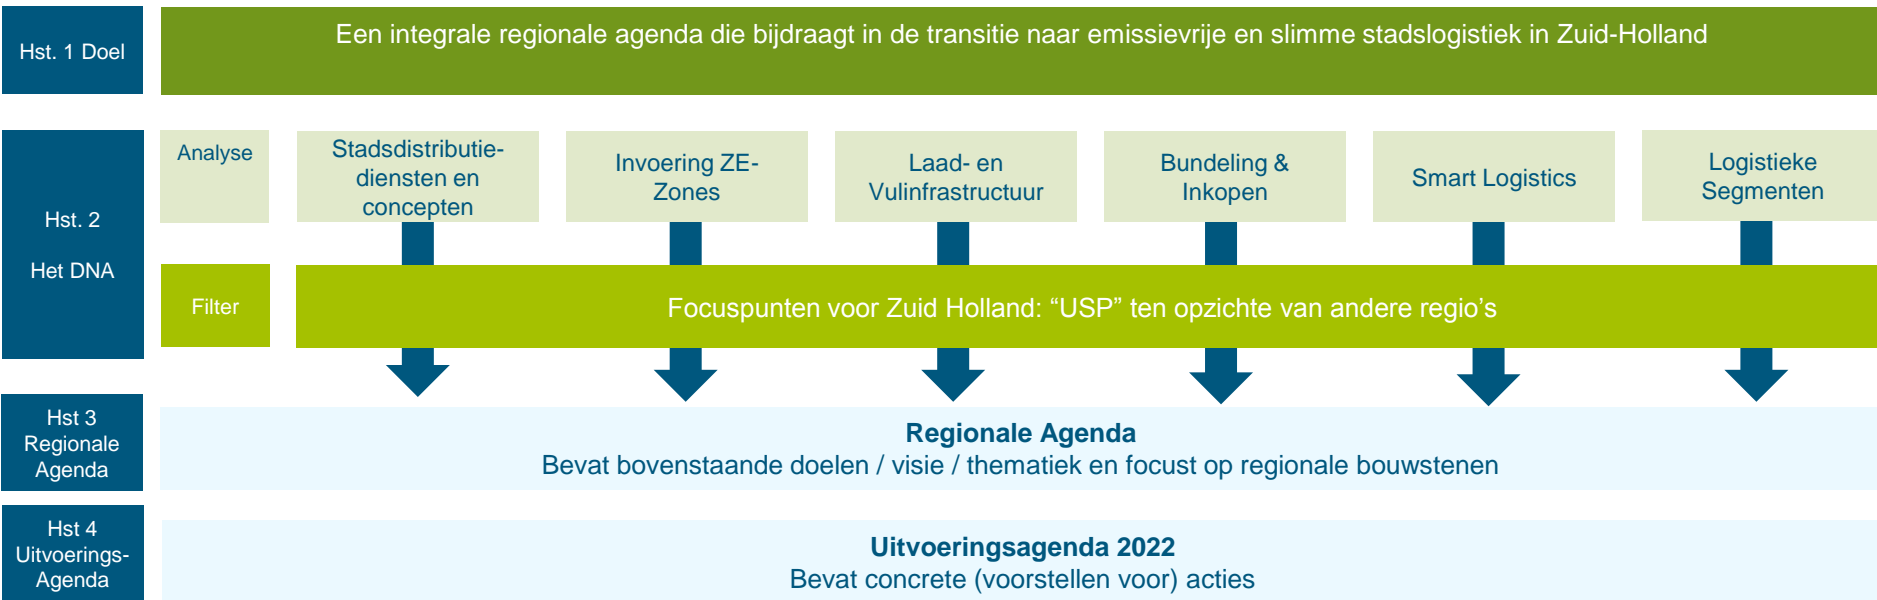 Hst. 1 Doel
Een integrale regionale agenda die bijdraagt in de transitie naar emissievrije en slimme stadslogistiek in Zuid-Holland
Hst. 2
Het DNA
Analyse
Stadsdistributie-
diensten en
concepten
Invoering ZE-
Zones
Laad- en
Vulinfrastructuur
Bundeling &
Inkopen
Smart Logistics
Logistieke
Segmenten
Filter
Focuspunten voor Zuid Holland: “USP” ten opzichte van andere regio’s
Hst 3
Regionale
Agenda
Regionale Agenda
Bevat bovenstaande doelen / visie / thematiek en focust op regionale bouwstenen
Hst 4
Uitvoerings-
Agenda
Uitvoeringsagenda 2022
Bevat concrete (voorstellen voor) acties